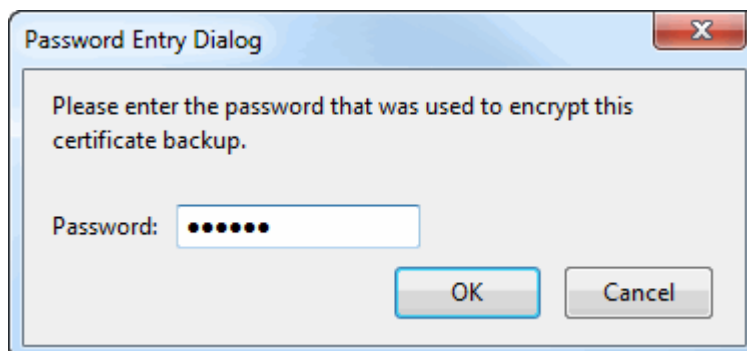 Password Entry Dialog
Please enter the password that was used to encrypt this
certificate backup.
Password: ●●●●●●
OK Cancel